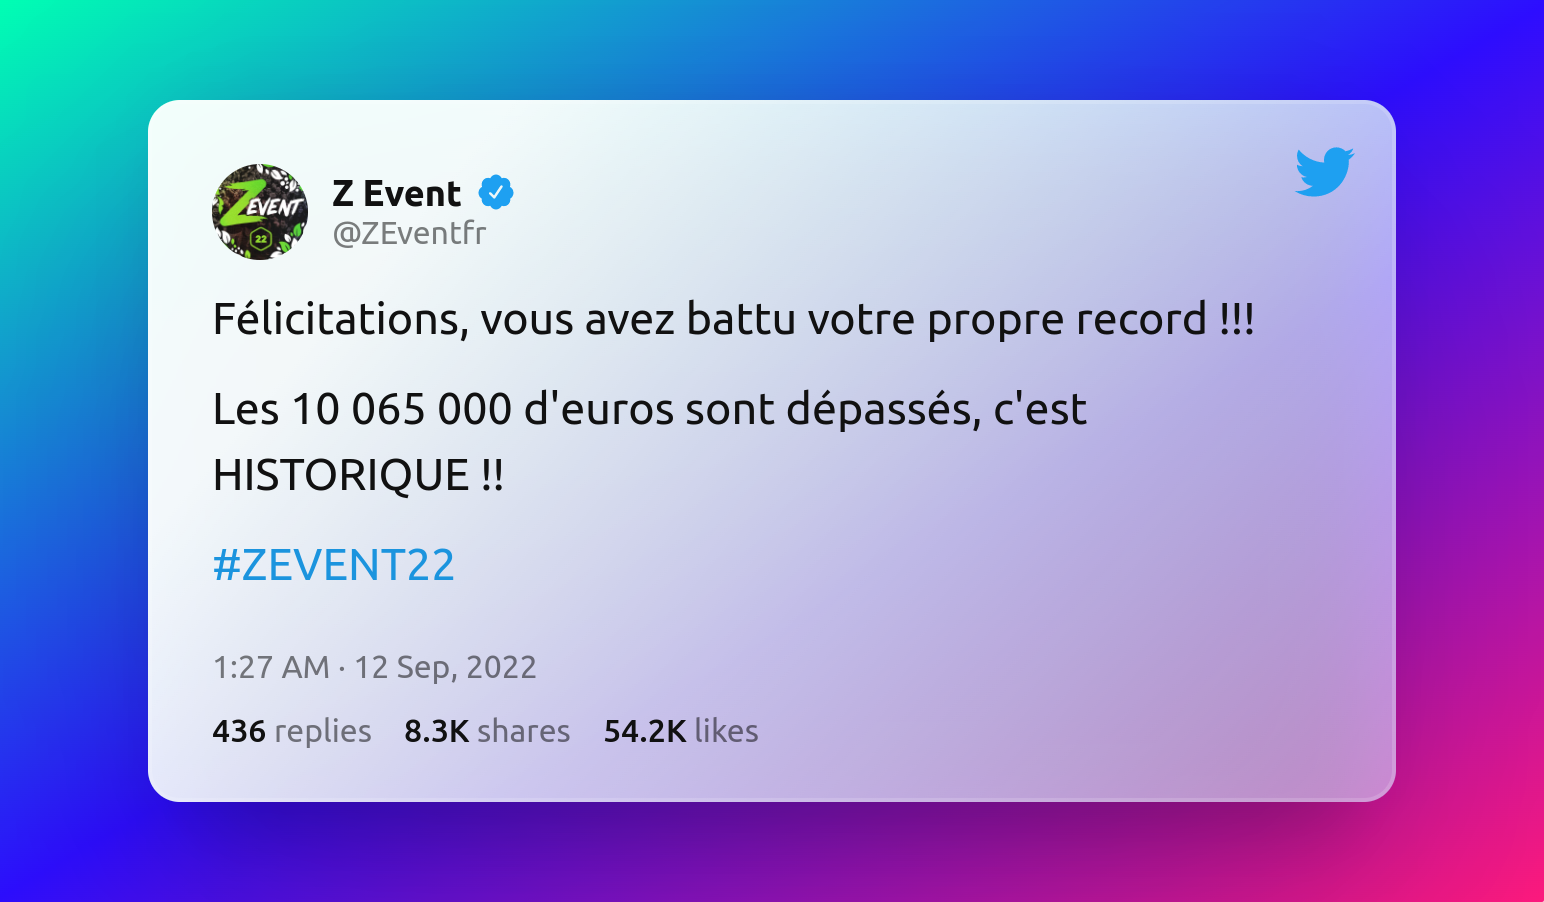 Z EVENT
22
Z Event
@ZEventfr
Félicitations, vous avez battu votre propre record !!!
Les 10 065 000 d'euros sont dépassés, c'est
HISTORIQUE !!
#ZEVENT22
1:27 AM · 12 Sep, 2022
436 replies 8.3K shares 54.2K likes